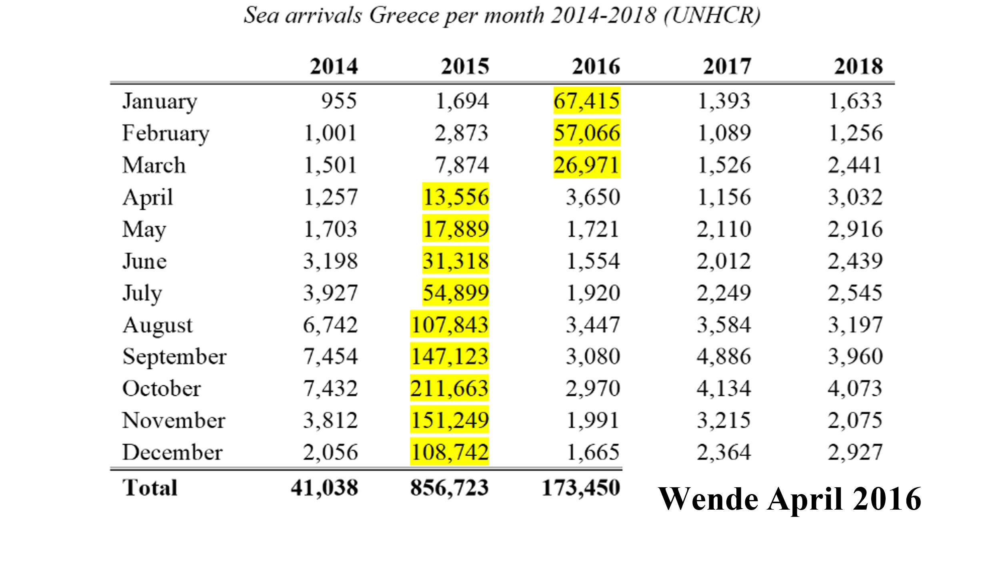 Sea arrivals Greece per month 2014-2018 (UNHCR)
2014 2015 2016 2017 2018
January 955 1,694 67,415 1,393 1,633
February 1,001 2,873 57,066 1,089 1,256
March 1,501 7,874 26,971 1,526 2,441
April 1,257 13,556 3,650 1,156 3,032
May 1,703 17,889 1,721 2,110 2,916
June 3,198 31,318 1,554 2,012 2,439
July 3,927 54,899 1,920 2,249 2,545
August 6,742 107,843 3,447 3,584 3,197
September 7,454 147,123 3,080 4,886 3,960
October 7,432 211,663 2,970 4,134 4,073
November 3,812 151,249 1,991 3,215 2,075
December 2,056 108,742 1,665 2,364 2,927
Total 41,038 856,723 173,450
Wende April 2016